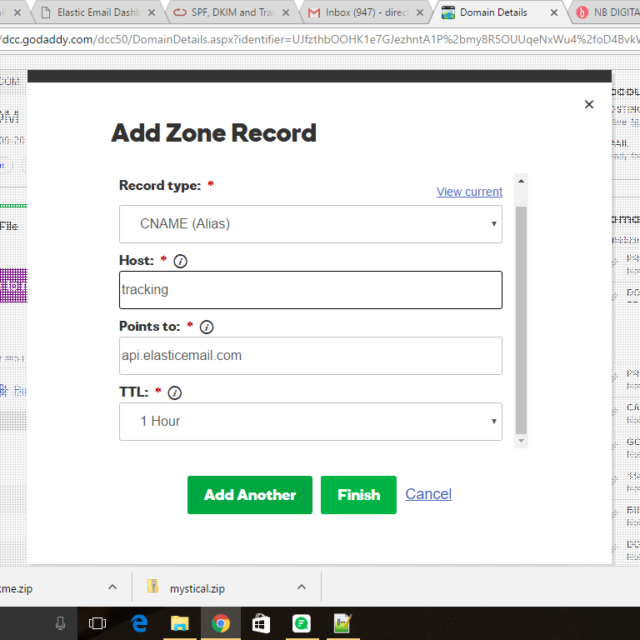 Elastic Email Dashb
SPF, DKIM and Tra
Inbox (947) - direc
Domain Details
NB DIGITA
/dcc.godaddy.com/dcc50/DomainDetails.aspx?identifier=UJfzthbOOHK1e7GJezhntA1P%2bmy8R5OUUqeNxWu4%2foD4BvkW
Add Zone Record
Record type: *
View current
CNAME (Alias)
Host: *
tracking
Points to: *
api.elasticemail.com
TTL: *
1 Hour
Add Another
Finish
Cancel
File
me.zip
mystical.zip